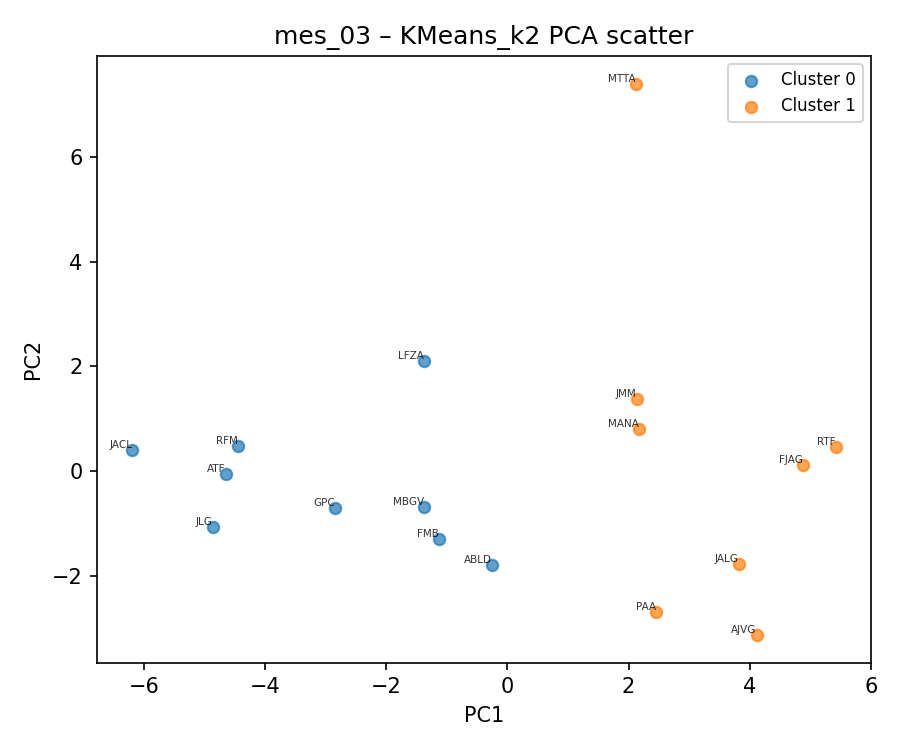 mes_03 – KMeans_k2 PCA scatter
Cluster 0
Cluster 1
MTTA
LFZA
JMM
MANA
RTF
FJAG
JACL
RFM
ATF
GPC
MBGV
JLG
FMB
ABLD
JALG
PAA
AJVG
6
4
2
0
−2
PC2
−6 −4 −2 0 2 4 6
PC1